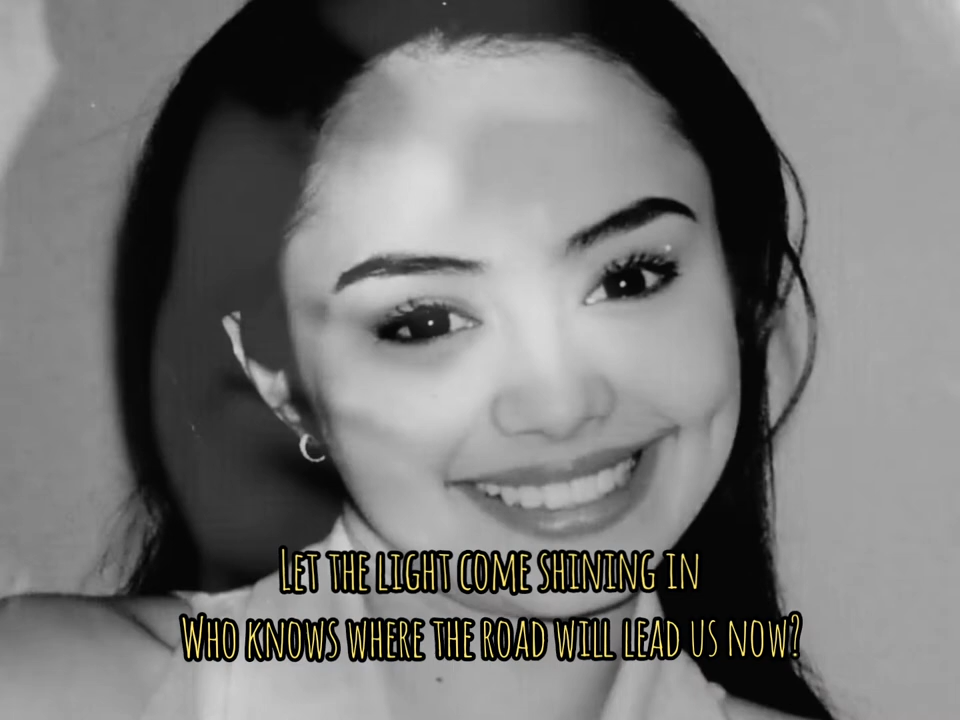 Let the light come shining in
Who knows where the road will lead us now?